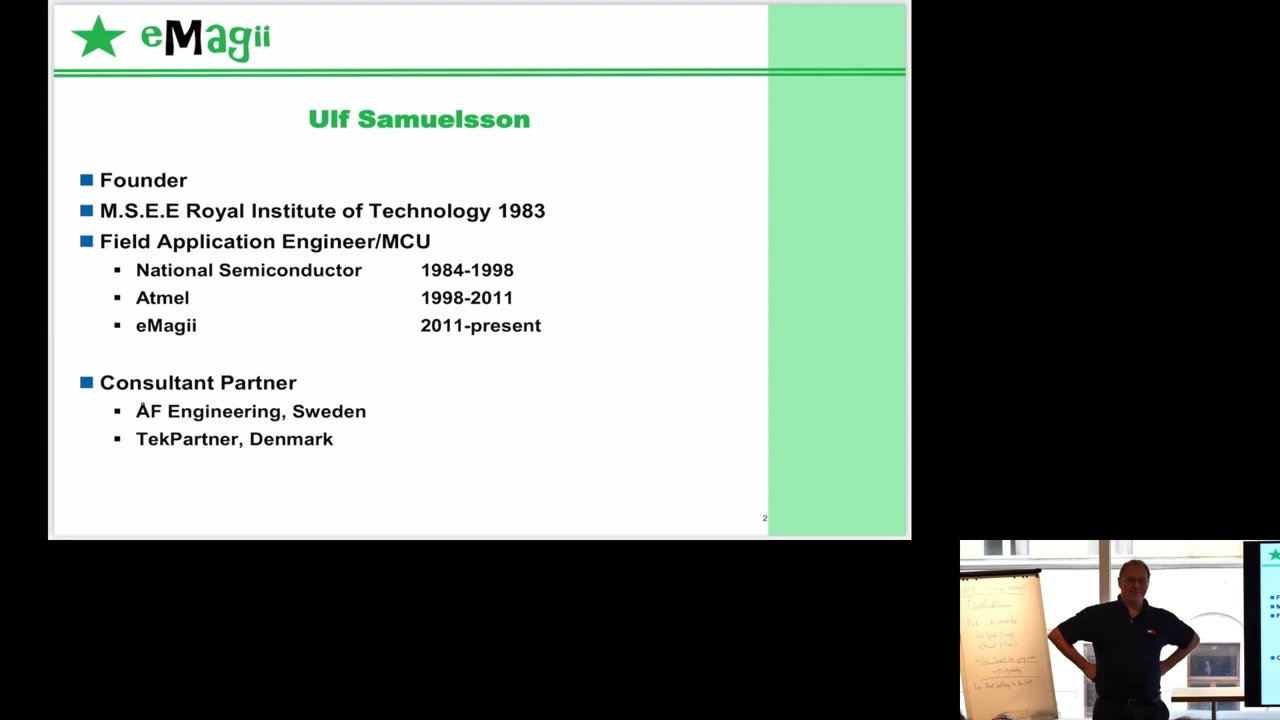 eMagii
Ulf Samuelsson
Founder
M.S.E.E Royal Institute of Technology 1983
Field Application Engineer/MCU
National Semiconductor 1984-1998
Atmel 1998-2011
eMagii 2011-present
Consultant Partner
ÅF Engineering, Sweden
TekPartner, Denmark
2